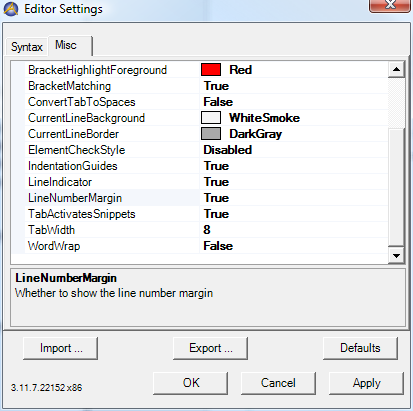 Editor Settings
Syntax Misc
BracketHighlightForeground Red
BracketMatching True
ConvertTabToSpaces False
CurrentLineBackground WhiteSmoke
CurrentLineBorder DarkGray
ElementCheckStyle Disabled
IndentationGuides True
LineIndicator True
LineNumberMargin True
TabActivatesSnippets True
TabWidth 8
WordWrap False
LineNumberMargin
Whether to show the line number margin
Import ... Export ... Defaults
3.11.7.22152 x86 OK Cancel Apply